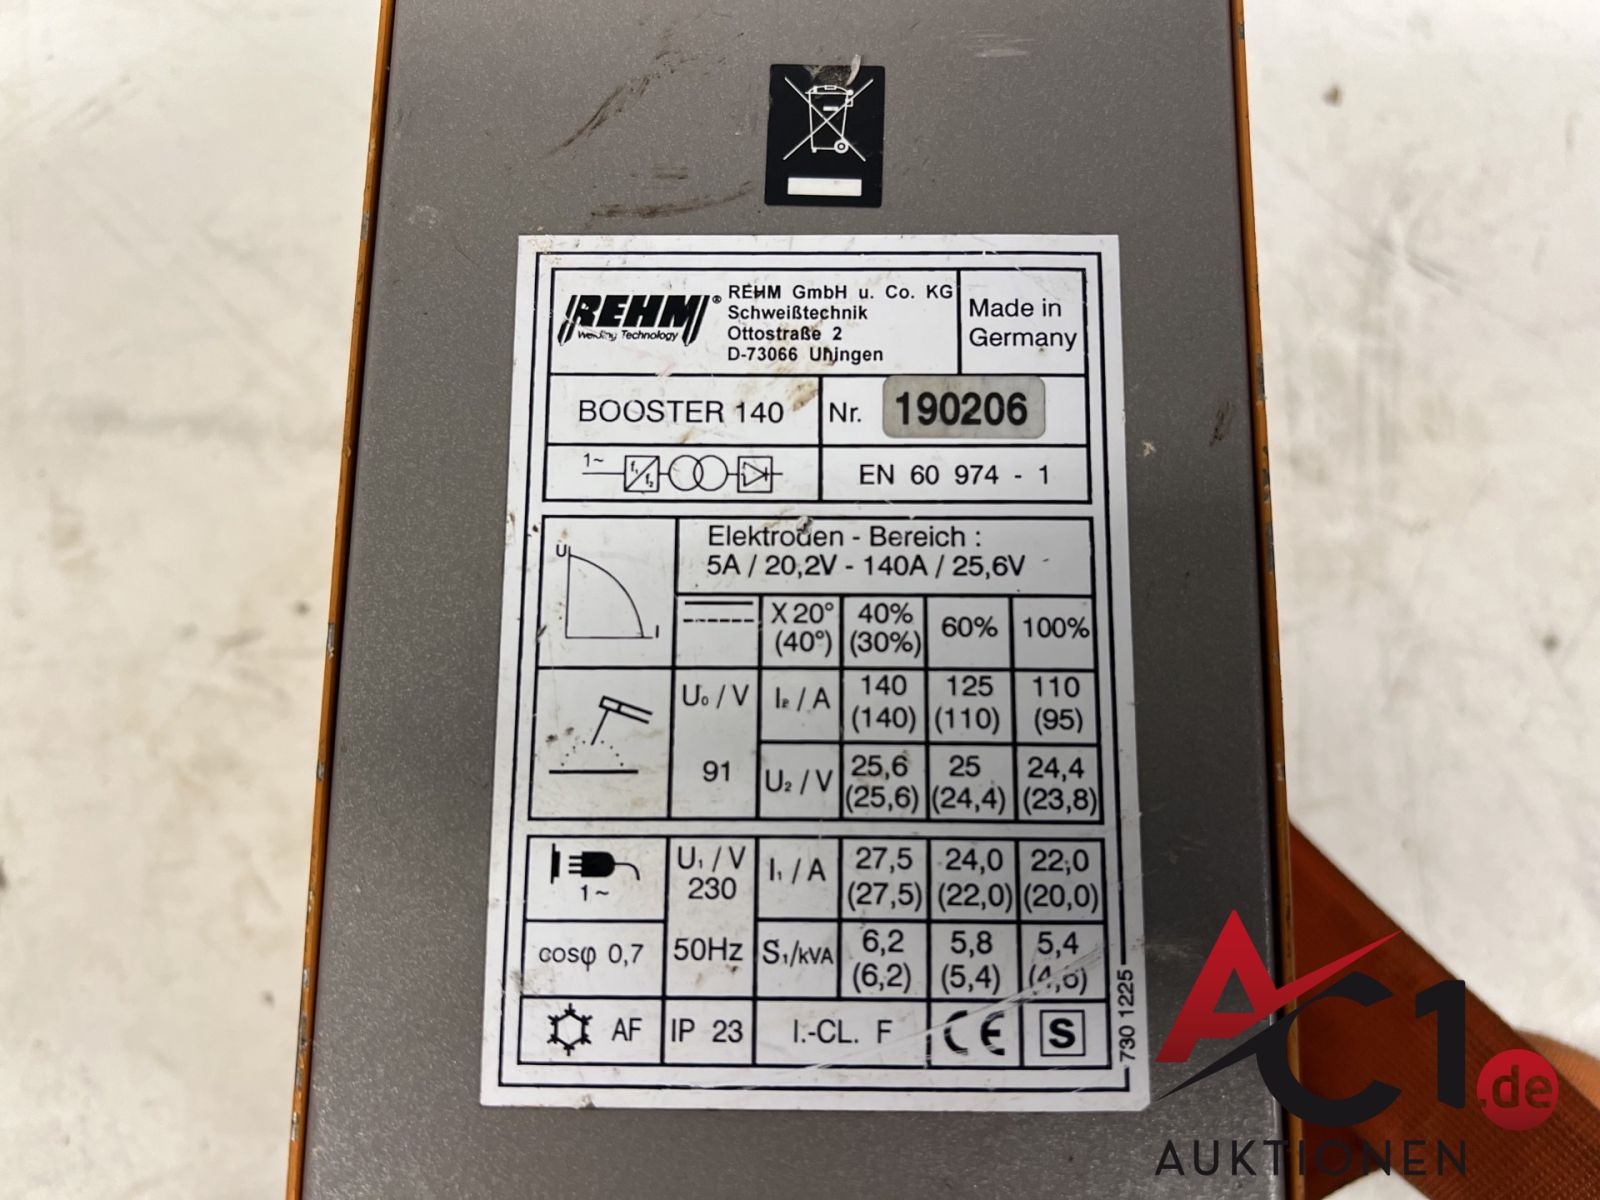 REHM®
Welding Technology
REHM GmbH u. Co. KG
Schweißtechnik
Ottostraße 2
D-73066 Uhingen
Made in
Germany
BOOSTER 140
Nr. 190206
1~ f₁ f₂
EN 60 974 - 1
U I
Elektroden - Bereich :
5A / 20,2V - 140A / 25,6V
X 20° (40°) 40% (30%) 60% 100%
U₀ / V 91
I₂ / A 140 (140) 125 (110) 110 (95)
U₂ / V 25,6 (25,6) 25 (24,4) 24,4 (23,8)
1~
U₁ / V 230
I₁ / A 27,5 (27,5) 24,0 (22,0) 22,0 (20,0)
cosφ 0,7 50Hz S₁/kVA 6,2 (6,2) 5,8 (5,4) 5,4 (4,6)
AF IP 23 I.-CL. F CE S
730 1225
AC1.de
AUKTIONEN